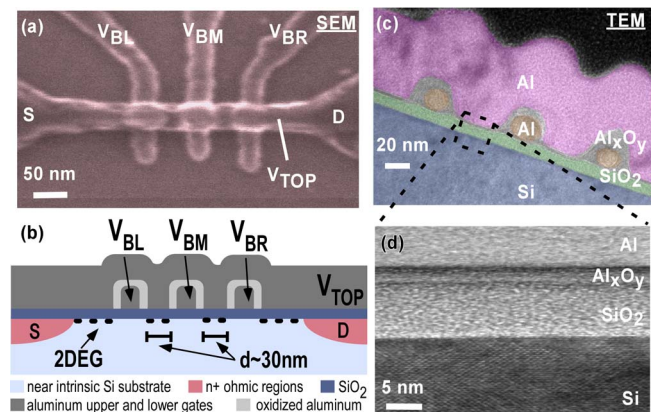 (a)
SEM
V_BL
V_BM
V_BR
S
D
50 nm
V_TOP
(b)
V_BL
V_BM
V_BR
V_TOP
S
D
2DEG
d~30nm
near intrinsic Si substrate
n+ ohmic regions
SiO₂
aluminum upper and lower gates
oxidized aluminum
(c)
TEM
Al
Al
Al_xO_y
20 nm
SiO₂
Si
(d)
Al
Al_xO_y
SiO₂
5 nm
Si